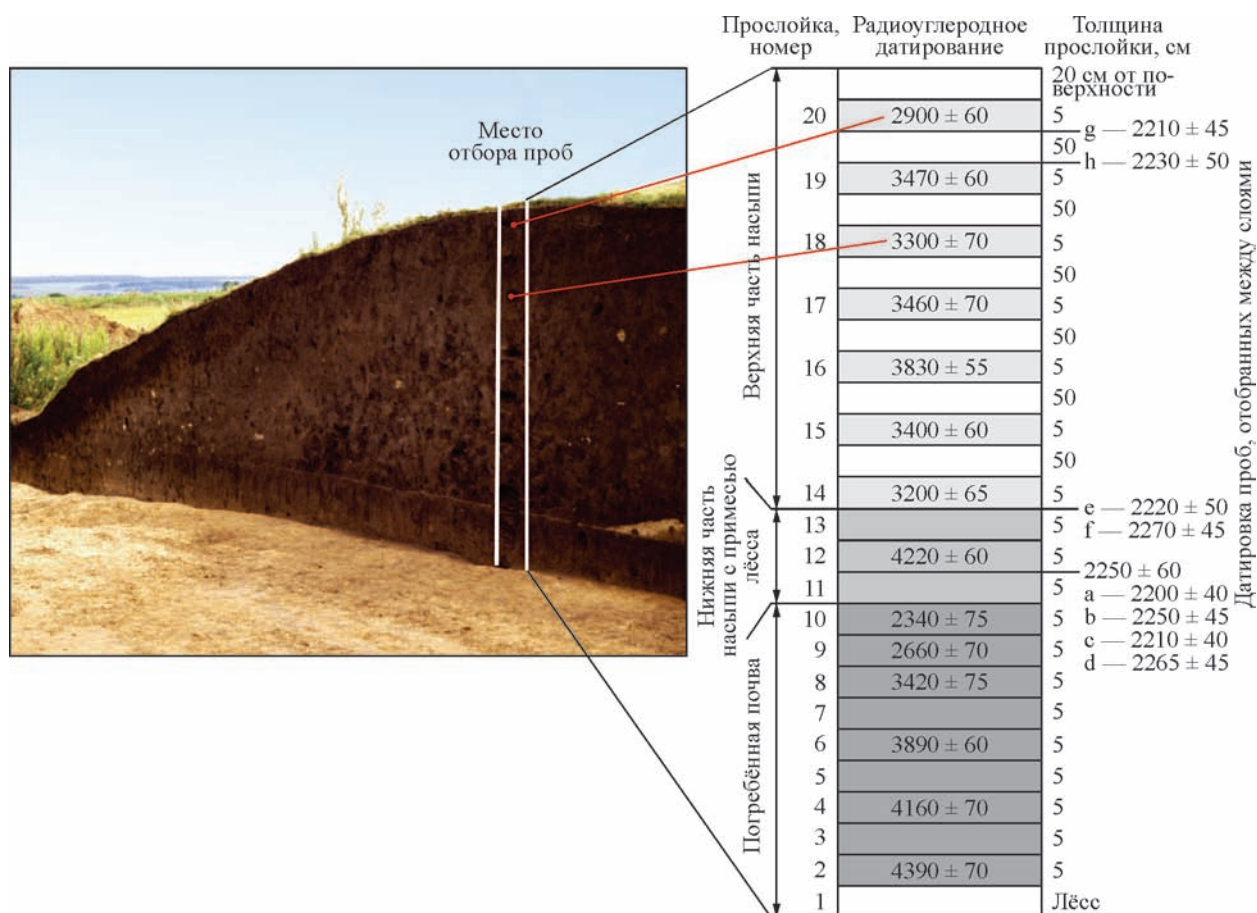 Прослойка,
номер
Радиоуглеродное
датирование
Толщина
прослойки, см
Место
отбора проб
20 см от по-
верхности
20
2900 ± 60
5
g — 2210 ± 45
50
h — 2230 ± 50
19
3470 ± 60
5
50
18
3300 ± 70
5
50
17
3460 ± 70
5
50
16
3830 ± 55
5
50
15
3400 ± 60
5
50
14
3200 ± 65
5
e — 2220 ± 50
13
5
f — 2270 ± 45
12
4220 ± 60
5
2250 ± 60
11
5
a — 2200 ± 40
10
2340 ± 75
5
b — 2250 ± 45
9
2660 ± 70
5
c — 2210 ± 40
d — 2265 ± 45
8
3420 ± 75
5
7
5
6
3890 ± 60
5
5
5
4
4160 ± 70
5
3
5
2
4390 ± 70
5
1
Лёсс
Верхняя часть насыпи
Нижняя часть
насыпи с примесью
лёсса
Погребённая почва
Датировка проб, отобранных между слоями